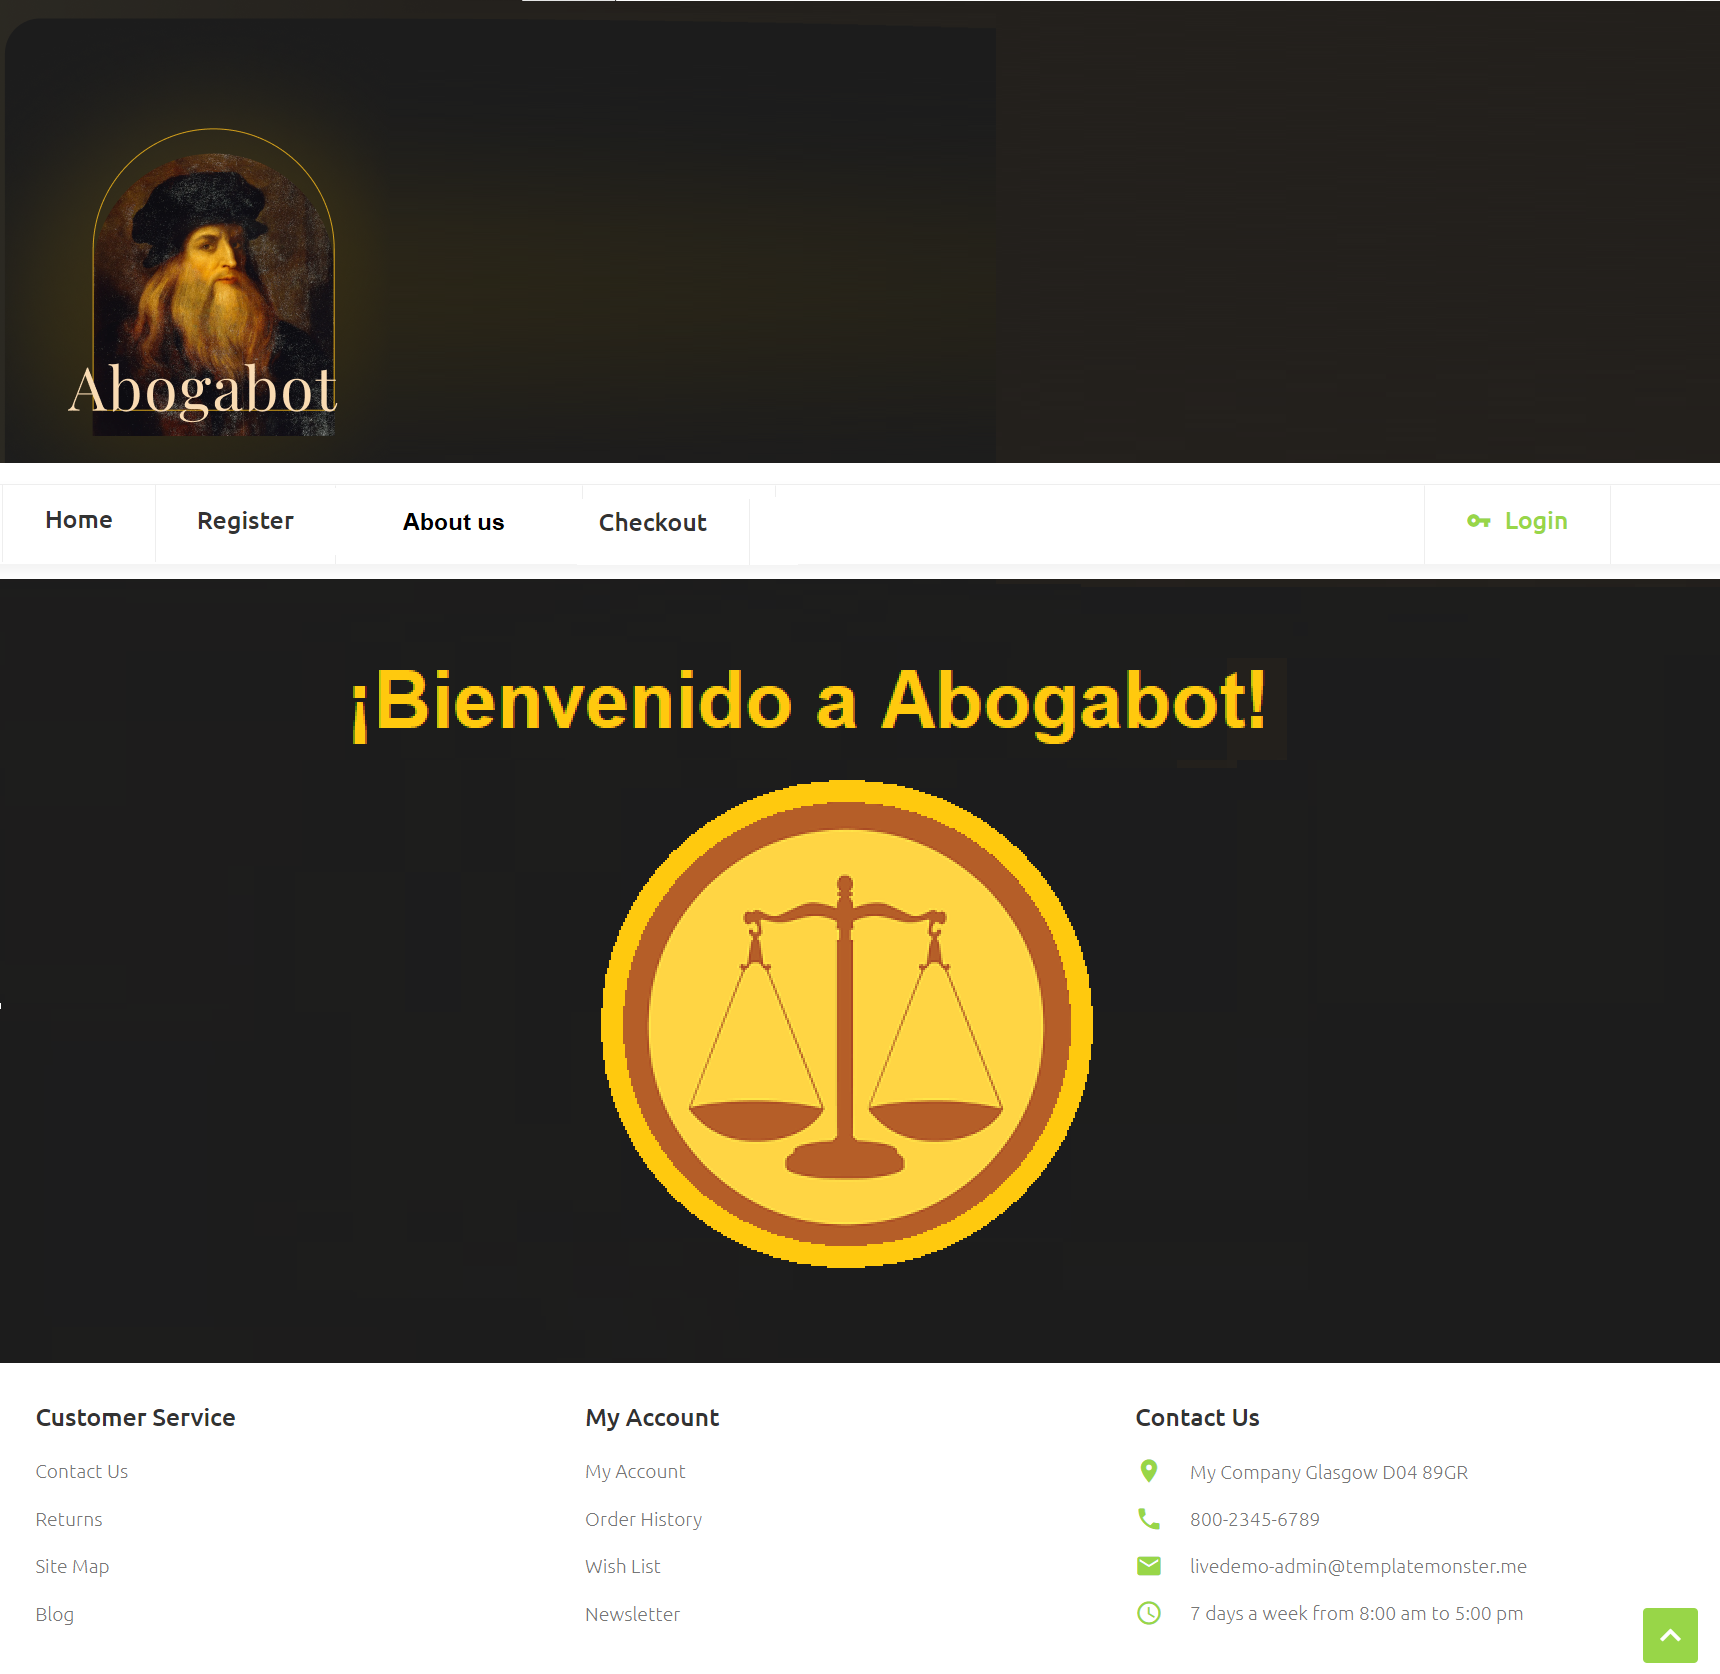 Abogabot
Home
Register
About us
Checkout
Login
¡Bienvenido a Abogabot!
Customer Service
Contact Us
Returns
Site Map
Blog
My Account
My Account
Order History
Wish List
Newsletter
Contact Us
My Company Glasgow D04 89GR
800-2345-6789
livedemo-admin@templatemonster.me
7 days a week from 8:00 am to 5:00 pm